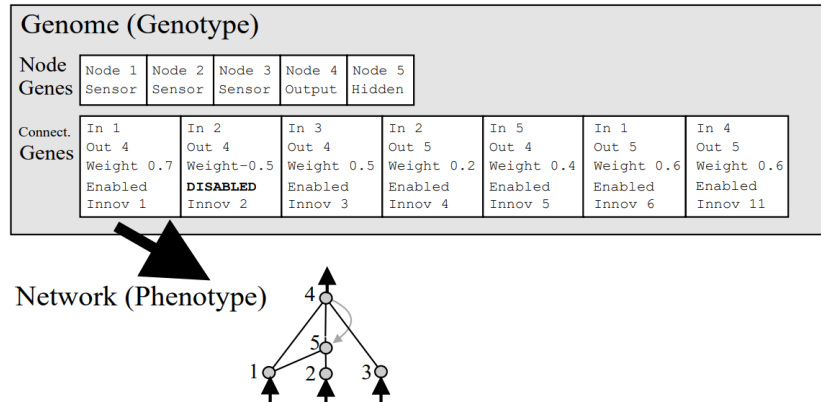 Genome (Genotype)
Node Genes
Node 1 Sensor
Node 2 Sensor
Node 3 Sensor
Node 4 Output
Node 5 Hidden
Connect. Genes
In 1
Out 4
Weight 0.7
Enabled
Innov 1
In 2
Out 4
Weight-0.5
DISABLED
Innov 2
In 3
Out 4
Weight 0.5
Enabled
Innov 3
In 2
Out 5
Weight 0.2
Enabled
Innov 4
In 5
Out 4
Weight 0.4
Enabled
Innov 5
In 1
Out 5
Weight 0.6
Enabled
Innov 6
In 4
Out 5
Weight 0.6
Enabled
Innov 11
Network (Phenotype)
4
5
1
2
3